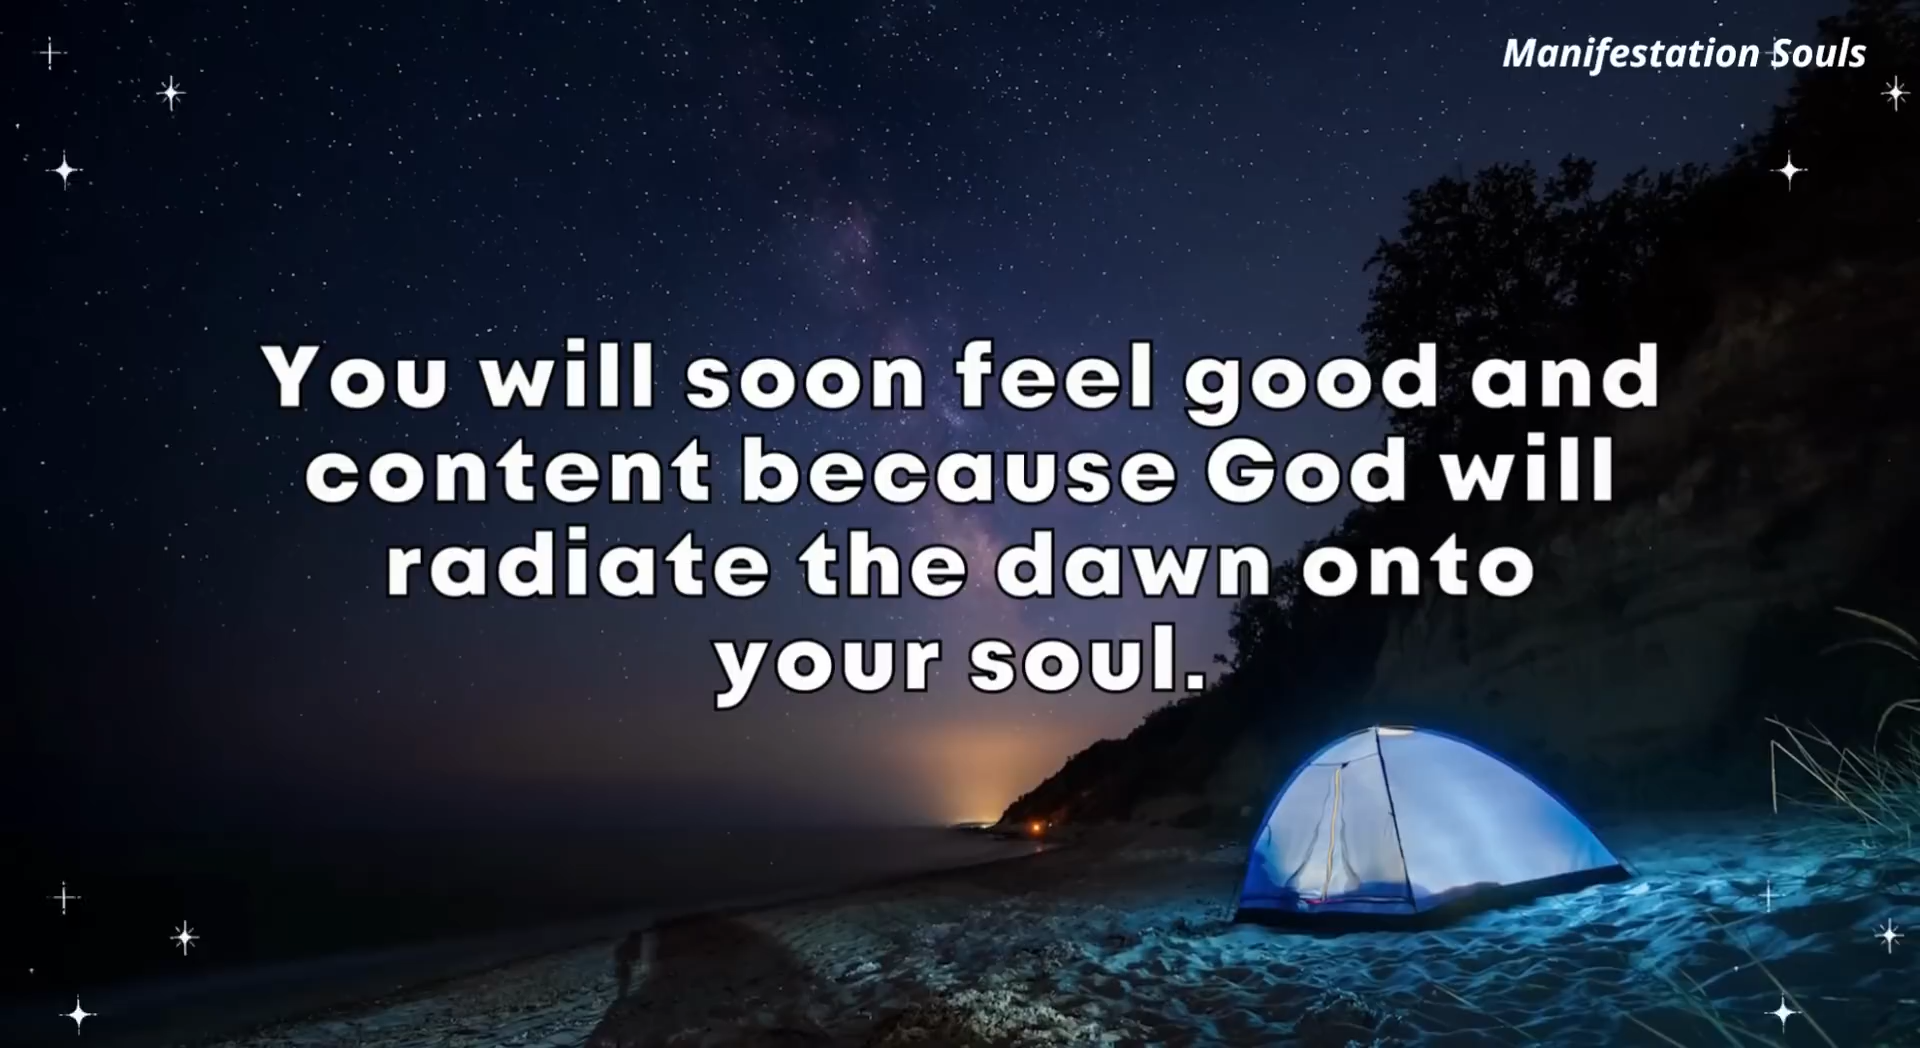 Manifestation Souls
You will soon feel good and
content because God will
radiate the dawn onto
your soul.